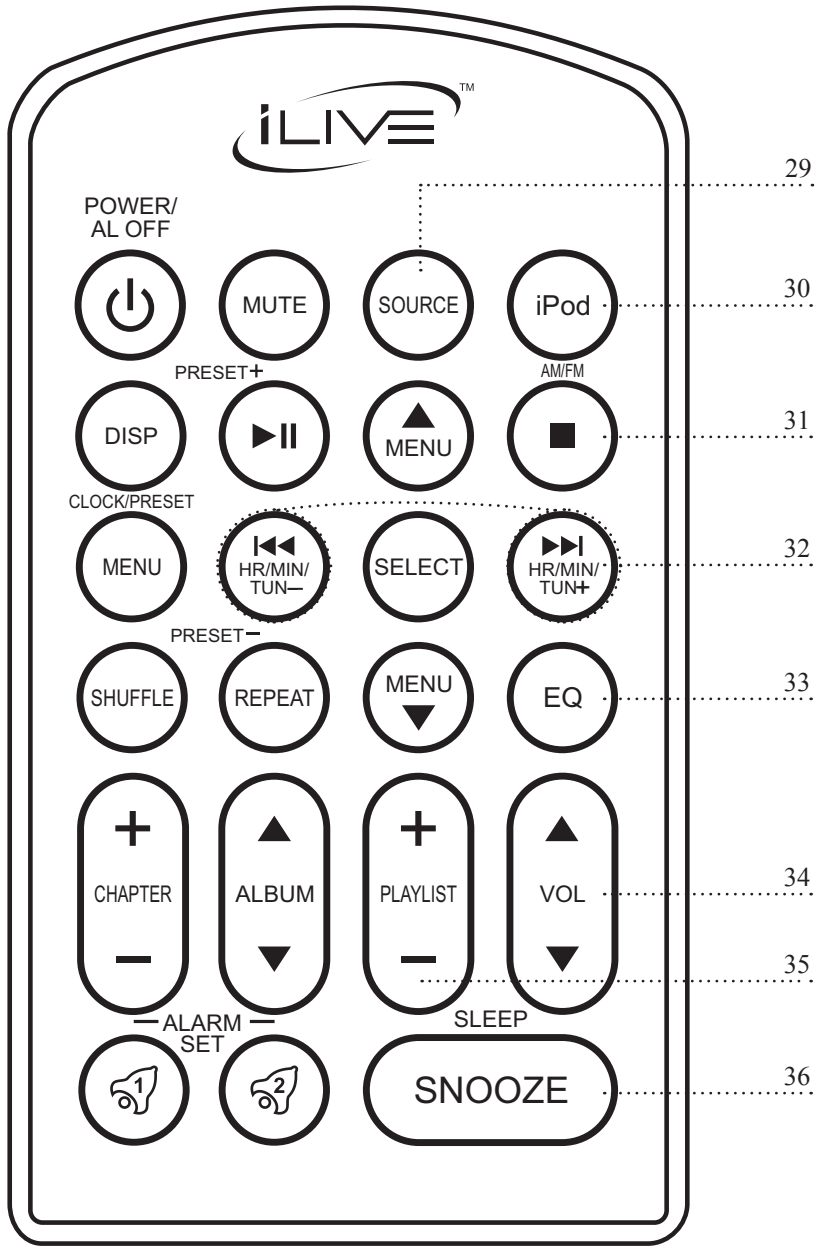 iLIVE™
29
POWER/
AL OFF
MUTE SOURCE iPod 30
PRESET+ AM/FM
DISP MENU 31
CLOCK/PRESET
MENU HR/MIN/
TUN− SELECT HR/MIN/
TUN+ 32
PRESET−
SHUFFLE REPEAT MENU EQ 33
+ +
CHAPTER ALBUM PLAYLIST VOL 34
− − 35
ALARM
SET
SLEEP
1 2 SNOOZE 36